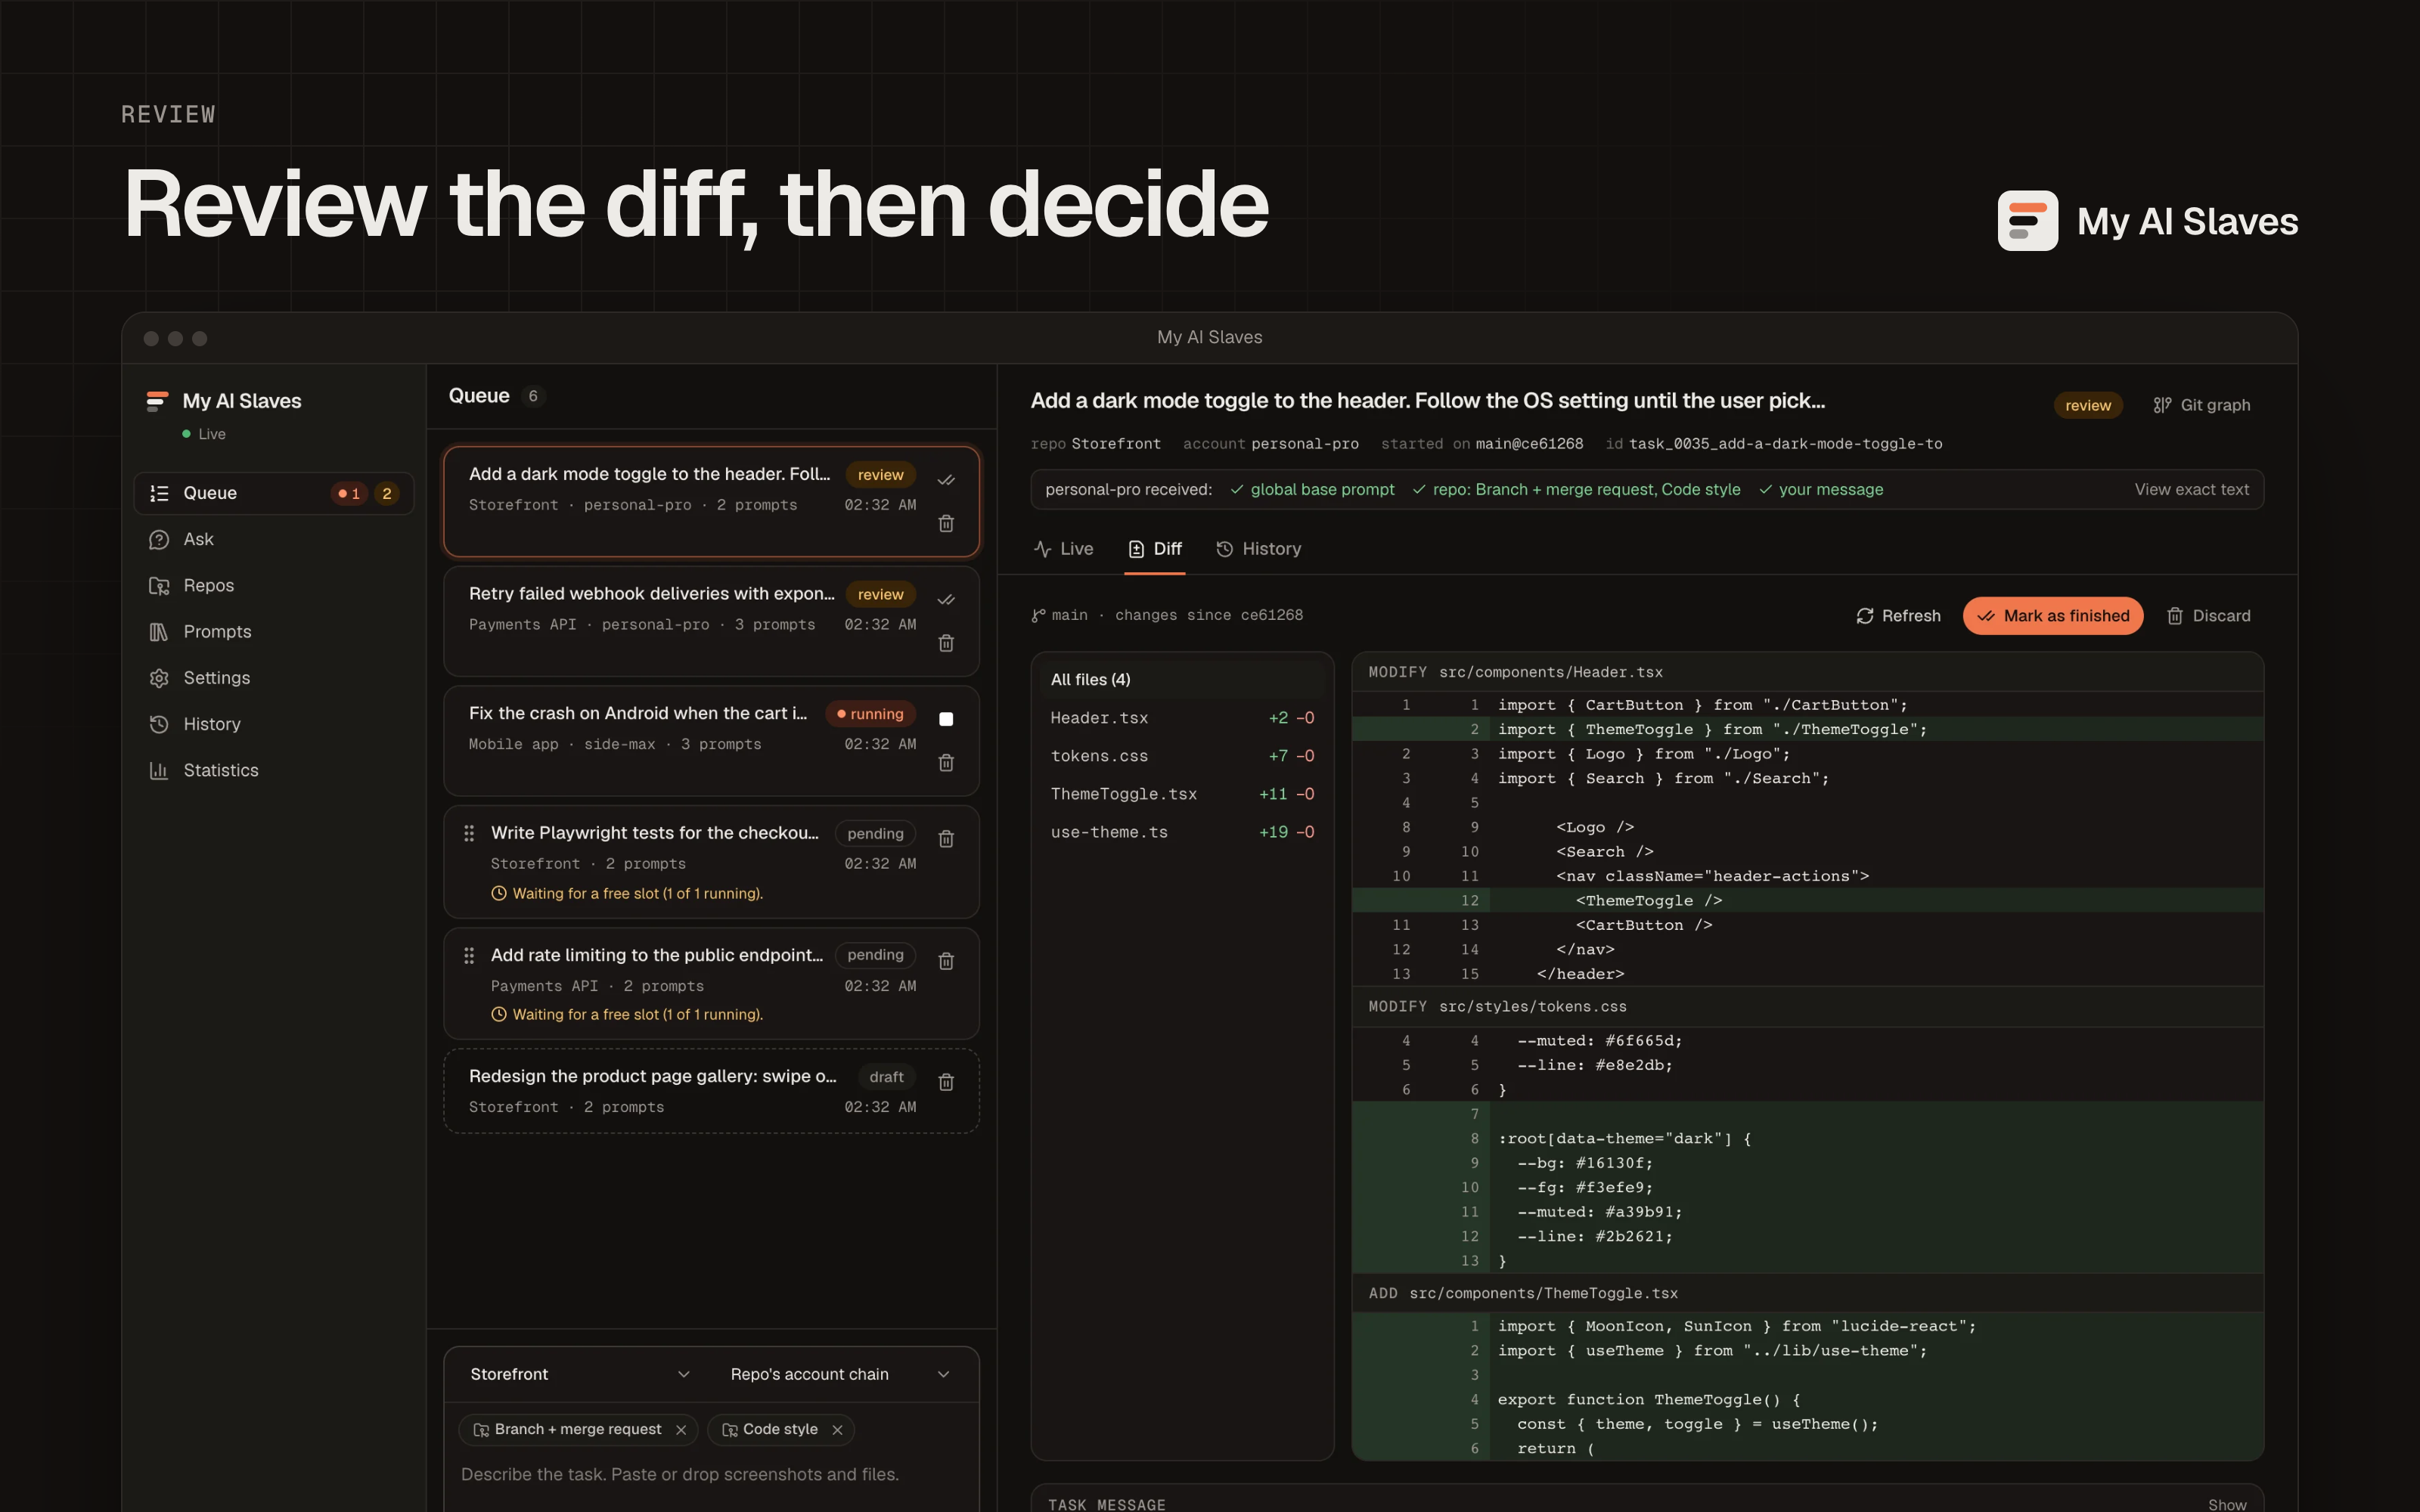 REVIEW
Review the diff, then decide
My AI Slaves
My AI Slaves
My AI Slaves
Live
Queue 1 2
Ask
Repos
Prompts
Settings
History
Statistics
Queue 6
Add a dark mode toggle to the header. Foll... review
Storefront · personal-pro · 2 prompts 02:32 AM
Retry failed webhook deliveries with expon... review
Payments API · personal-pro · 3 prompts 02:32 AM
Fix the crash on Android when the cart i... running
Mobile app · side-max · 3 prompts 02:32 AM
Write Playwright tests for the checkou... pending
Storefront · 2 prompts 02:32 AM
Waiting for a free slot (1 of 1 running).
Add rate limiting to the public endpoint... pending
Payments API · 2 prompts 02:32 AM
Waiting for a free slot (1 of 1 running).
Redesign the product page gallery: swipe o... draft
Storefront · 2 prompts 02:32 AM
Storefront Repo's account chain
Branch + merge request Code style
Describe the task. Paste or drop screenshots and files.
Add a dark mode toggle to the header. Follow the OS setting until the user pick... review Git graph
repo Storefront account personal-pro started on main@ce61268 id task_0035_add-a-dark-mode-toggle-to
personal-pro received: global base prompt repo: Branch + merge request, Code style your message View exact text
Live Diff History
main · changes since ce61268 Refresh Mark as finished Discard
All files (4)
Header.tsx +2 −0
tokens.css +7 −0
ThemeToggle.tsx +11 −0
use-theme.ts +19 −0
MODIFY src/components/Header.tsx
1 1 import { CartButton } from "./CartButton";
2 import { ThemeToggle } from "./ThemeToggle";
2 3 import { Logo } from "./Logo";
3 4 import { Search } from "./Search";
4 5
8 9 <Logo />
9 10 <Search />
10 11 <nav className="header-actions">
12 <ThemeToggle />
11 13 <CartButton />
12 14 </nav>
13 15 </header>
MODIFY src/styles/tokens.css
4 4 --muted: #6f665d;
5 5 --line: #e8e2db;
6 6 }
7
8 :root[data-theme="dark"] {
9 --bg: #16130f;
10 --fg: #f3efe9;
11 --muted: #a39b91;
12 --line: #2b2621;
13 }
ADD src/components/ThemeToggle.tsx
1 import { MoonIcon, SunIcon } from "lucide-react";
2 import { useTheme } from "../lib/use-theme";
3
4 export function ThemeToggle() {
5 const { theme, toggle } = useTheme();
6 return (
TASK MESSAGE Show